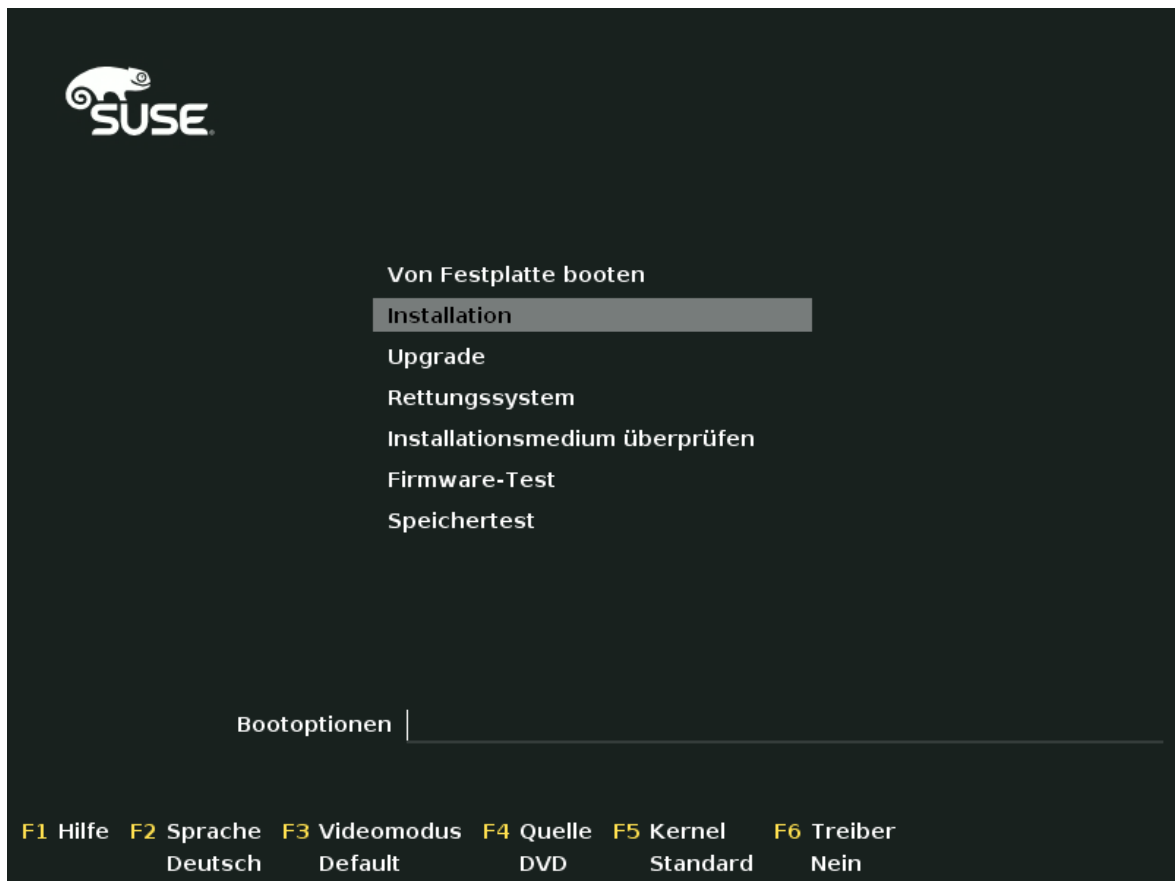 SUSE
Von Festplatte booten
Installation
Upgrade
Rettungssystem
Installationsmedium überprüfen
Firmware-Test
Speichertest
Bootoptionen
F1 Hilfe F2 Sprache F3 Videomodus F4 Quelle F5 Kernel F6 Treiber
Deutsch Default DVD Standard Nein